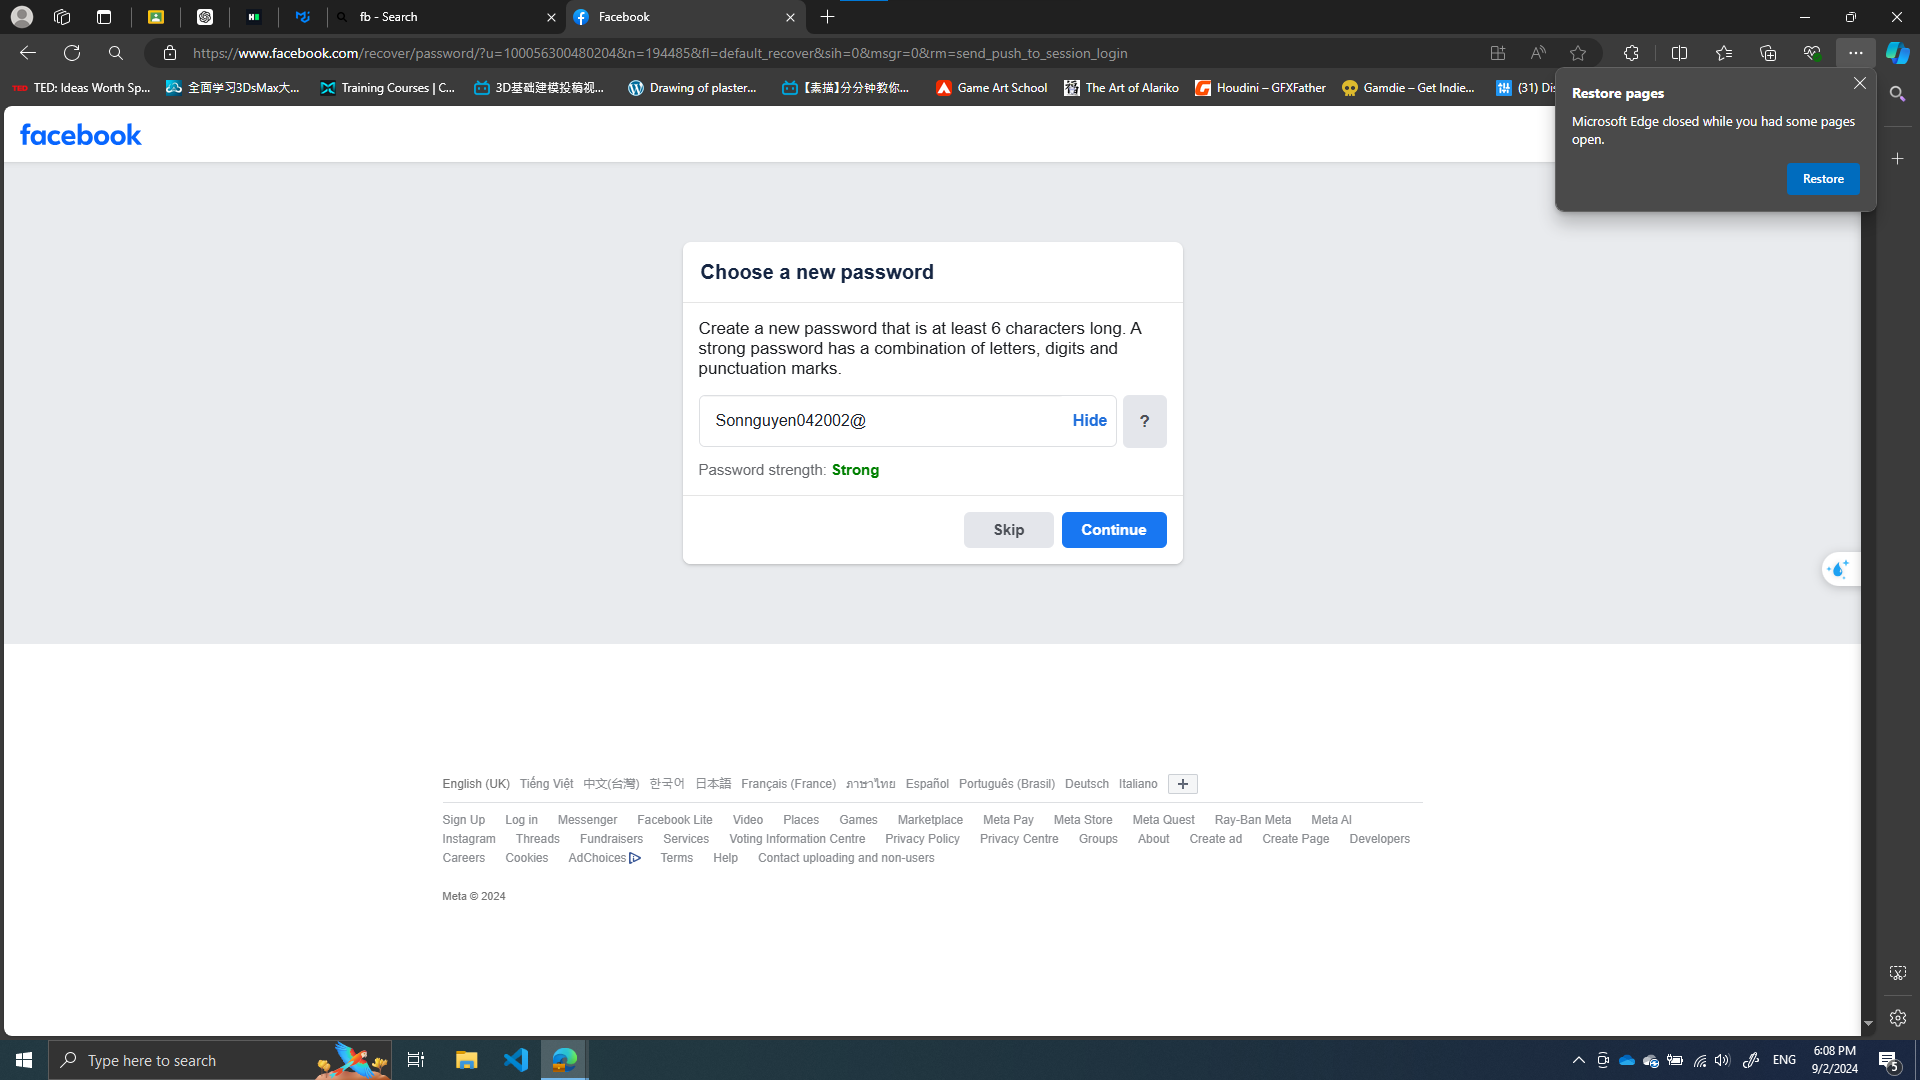 fb - Search
Facebook
https://www.facebook.com/recover/password/?u=100056300480204&n=194485&fl=default_recover&sih=0&msgr=0&rm=send_push_to_session_login
TED: Ideas Worth Sp...
全面学习3DsMax大...
Training Courses | C...
3D基础建模投稿视...
Drawing of plaster...
【素描】分分钟教你...
Game Art School
The Art of Alariko
Houdini – GFXFather
Gamdie – Get Indie...
(31) Dis
Restore pages
Microsoft Edge closed while you had some pages
open.
Restore
facebook
Choose a new password
Create a new password that is at least 6 characters long. A
strong password has a combination of letters, digits and
punctuation marks.
Sonnguyen042002@ Hide ?
Password strength: Strong
Skip Continue
English (UK) Tiếng Việt 中文(台灣) 한국어 日本語 Français (France) ภาษาไทย Español Português (Brasil) Deutsch Italiano
Sign Up Log in Messenger Facebook Lite Video Places Games Marketplace Meta Pay Meta Store Meta Quest Ray-Ban Meta Meta AI
Instagram Threads Fundraisers Services Voting Information Centre Privacy Policy Privacy Centre Groups About Create ad Create Page Developers
Careers Cookies AdChoices Terms Help Contact uploading and non-users
Meta © 2024
Type here to search
ENG
6:08 PM
9/2/2024
5